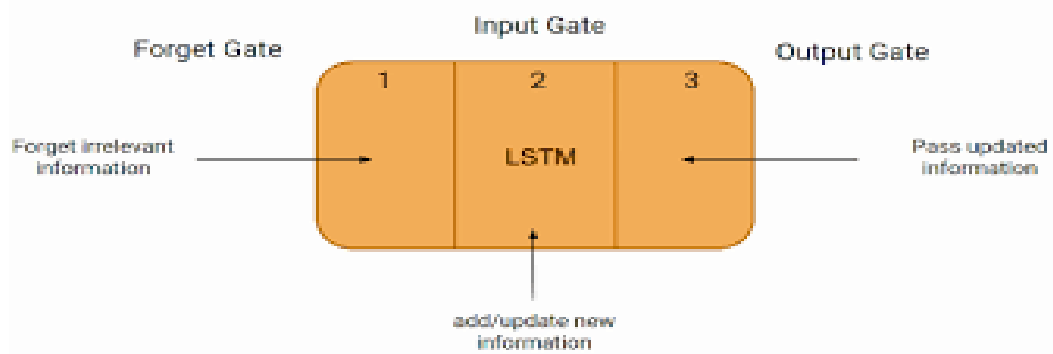 Input Gate
Forget Gate
Output Gate
1
2
3
Forget irrelevant
information
LSTM
Pass updated
information
add/update new
information